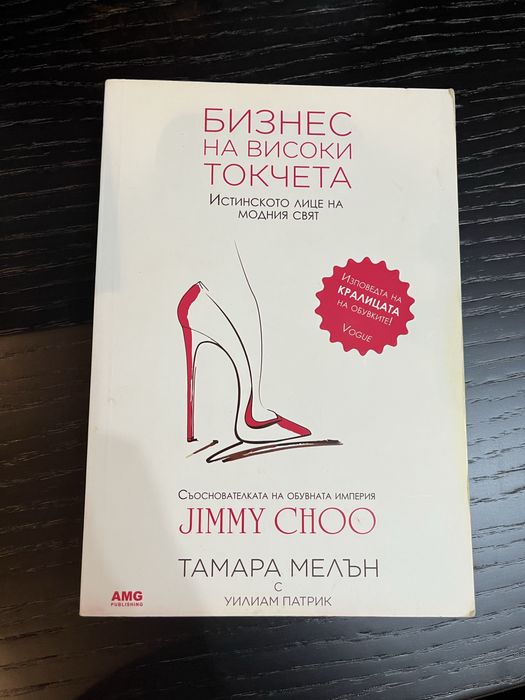 БИЗНЕС
НА ВИСОКИ
ТОКЧЕТА
ИСТИНСКОТО ЛИЦЕ НА
МОДНИЯ СВЯТ
ИЗПОВЕДТА НА
КРАЛИЦАТА
НА ОБУВКИТЕ!
VOGUE
СЪОСНОВАТЕЛКАТА НА ОБУВНАТА ИМПЕРИЯ
JIMMY CHOO
ТАМАРА МЕЛЪН
С
УИЛИАМ ПАТРИК
AMG
PUBLISHING